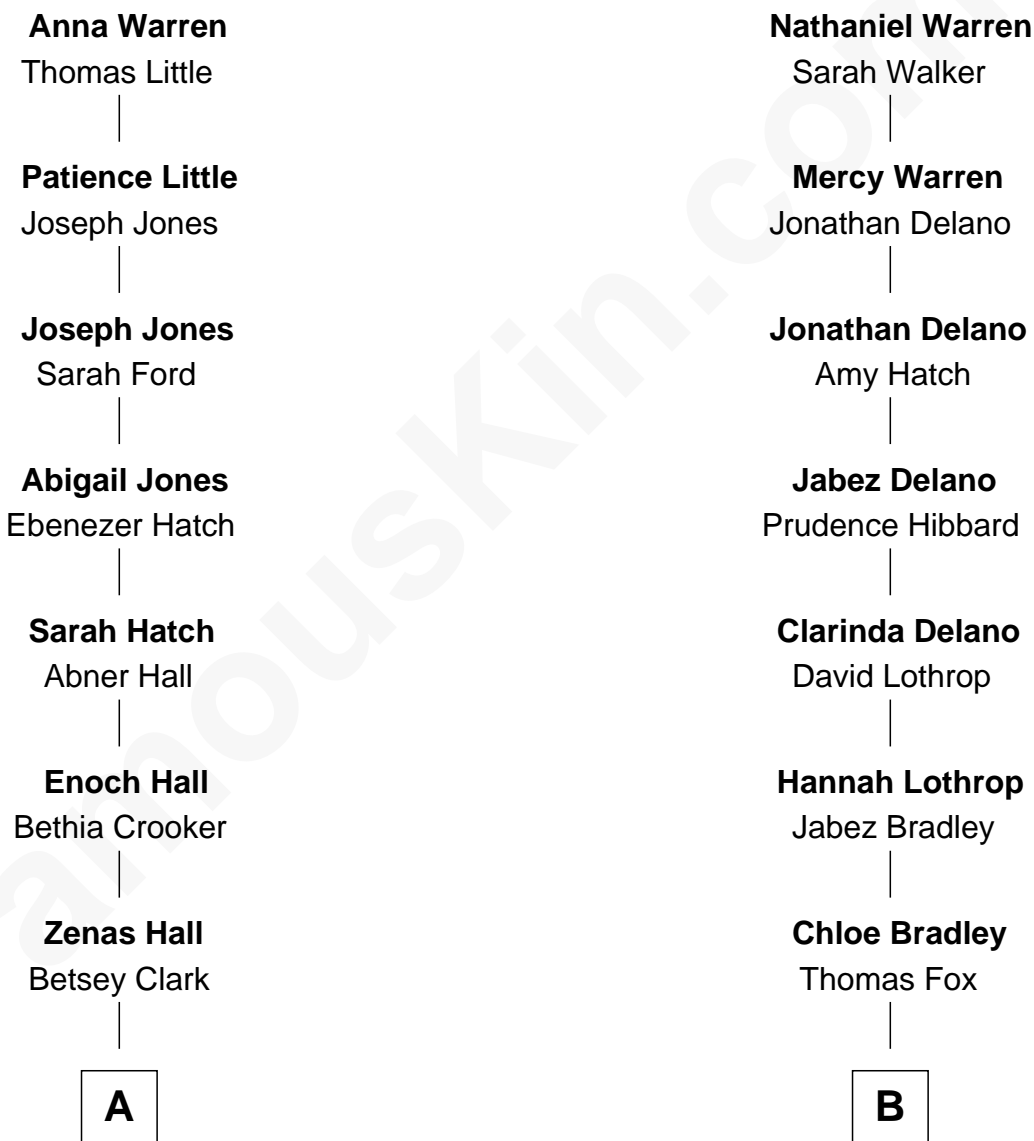 Anna Warren
Thomas Little
Patience Little
Joseph Jones
Joseph Jones
Sarah Ford
Abigail Jones
Ebenezer Hatch
Sarah Hatch
Abner Hall
Enoch Hall
Bethia Crooker
Zenas Hall
Betsey Clark
A
Nathaniel Warren
Sarah Walker
Mercy Warren
Jonathan Delano
Jonathan Delano
Amy Hatch
Jabez Delano
Prudence Hibbard
Clarinda Delano
David Lothrop
Hannah Lothrop
Jabez Bradley
Chloe Bradley
Thomas Fox
B
amouskin.com